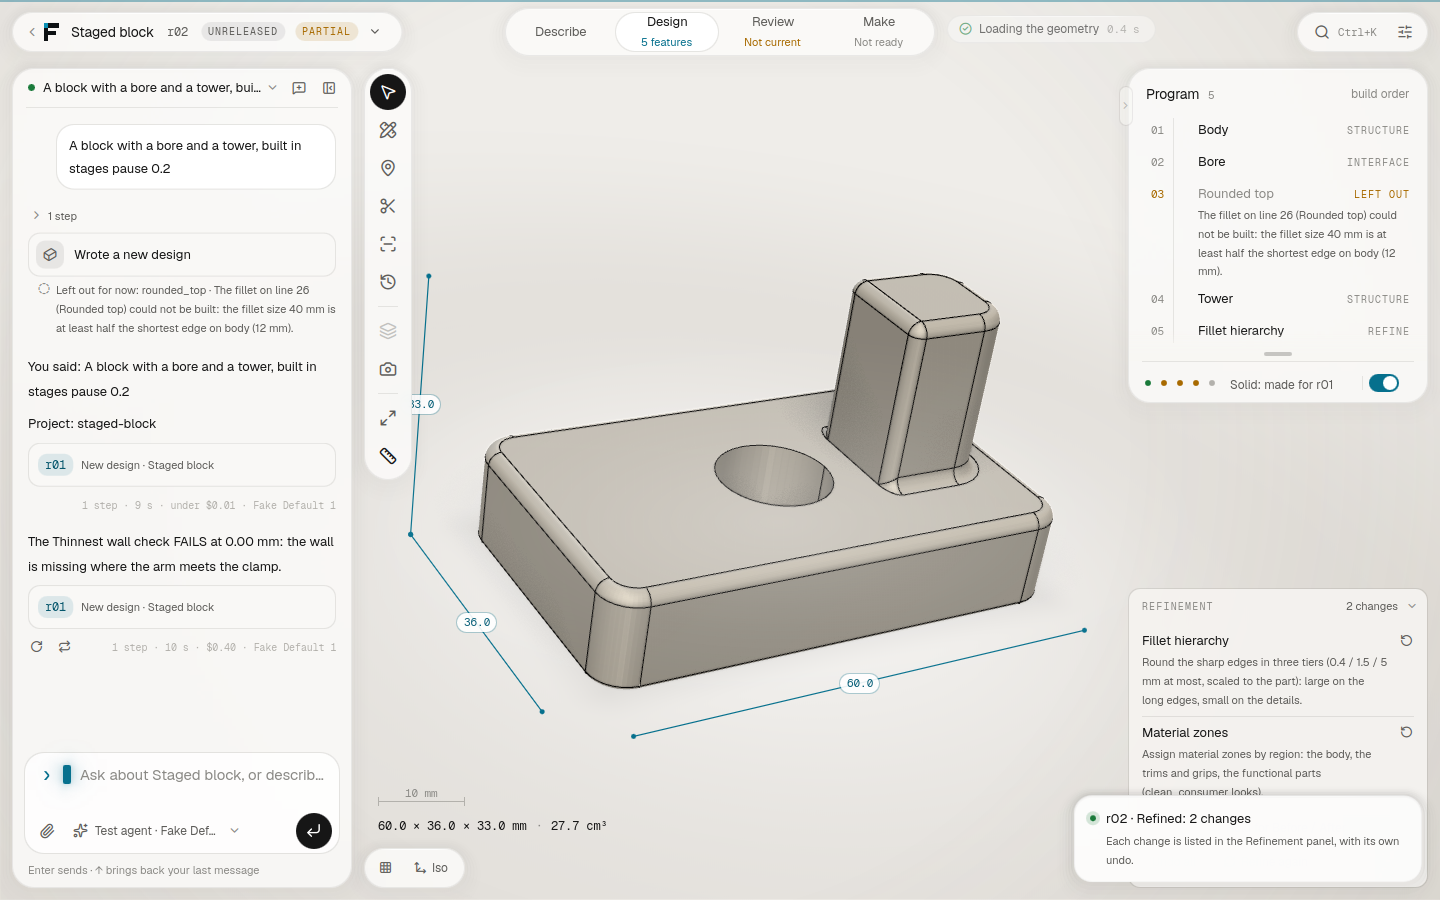 Staged block r02 UNRELEASED PARTIAL
Describe
Design
5 features
Review
Not current
Make
Not ready
Loading the geometry 0.4 s
Ctrl+K
A block with a bore and a tower, bui...
A block with a bore and a tower, built in
stages pause 0.2
1 step
Wrote a new design
Left out for now: rounded_top · The fillet on line 26
(Rounded top) could not be built: the fillet size 40 mm is
at least half the shortest edge on body (12 mm).
You said: A block with a bore and a tower, built in
stages pause 0.2
Project: staged-block
r01 New design · Staged block
1 step · 9 s · under $0.01 · Fake Default 1
The Thinnest wall check FAILS at 0.00 mm: the wall
is missing where the arm meets the clamp.
r01 New design · Staged block
1 step · 10 s · $0.40 · Fake Default 1
Ask about Staged block, or describ...
Test agent · Fake Def...
Enter sends · ↑ brings back your last message
33.0
36.0
60.0
10 mm
60.0 × 36.0 × 33.0 mm · 27.7 cm³
Iso
Program 5 build order
01 Body STRUCTURE
02 Bore INTERFACE
03 Rounded top LEFT OUT
The fillet on line 26 (Rounded top) could
not be built: the fillet size 40 mm is at
least half the shortest edge on body (12
mm).
04 Tower STRUCTURE
05 Fillet hierarchy REFINE
Solid: made for r01
REFINEMENT 2 changes
Fillet hierarchy
Round the sharp edges in three tiers (0.4 / 1.5 / 5
mm at most, scaled to the part): large on the
long edges, small on the details.
Material zones
Assign material zones by region: the body, the
trims and grips, the functional parts
(clean, consumer looks).
r02 · Refined: 2 changes
Each change is listed in the Refinement panel, with its own
undo.